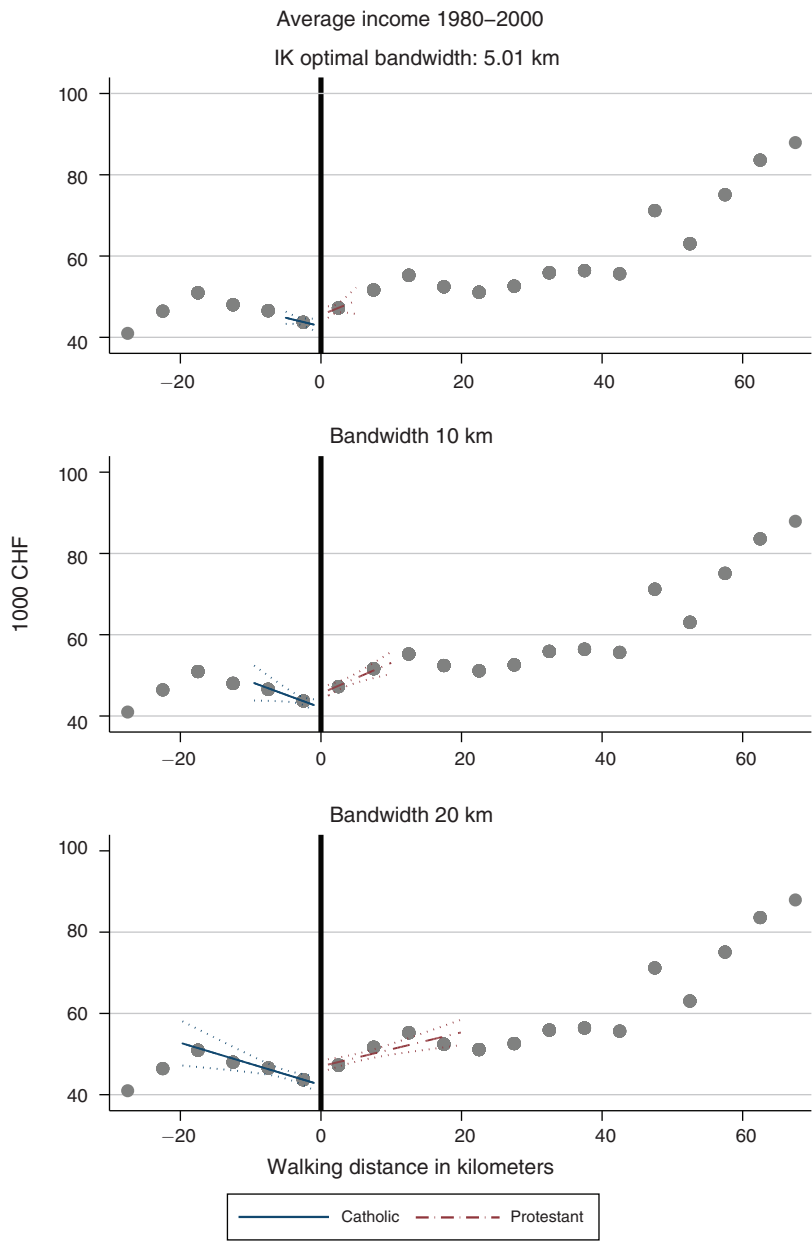 Average income 1980–2000
IK optimal bandwidth: 5.01 km
100
80
60
40
−20 0 20 40 60
Bandwidth 10 km
100
80
60
40
−20 0 20 40 60
1000 CHF
Bandwidth 20 km
100
80
60
40
−20 0 20 40 60
Walking distance in kilometers
Catholic Protestant